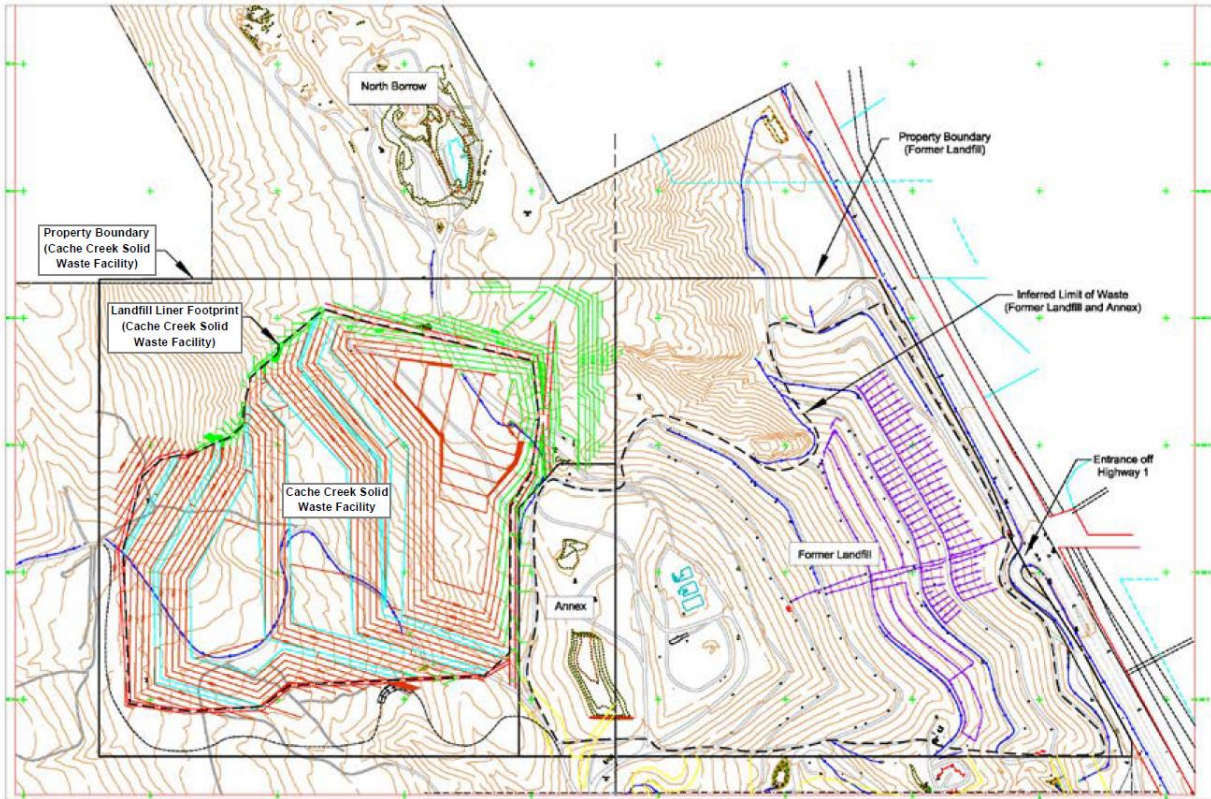 North Borrow
Property Boundary
(Former Landfill)
Property Boundary
(Cache Creek Solid
Waste Facility)
Landfill Liner Footprint
(Cache Creek Solid
Waste Facility)
Inferred Limit of Waste
(Former Landfill and Annex)
Entrance off
Highway 1
Cache Creek Solid
Waste Facility
Former Landfill
Annex